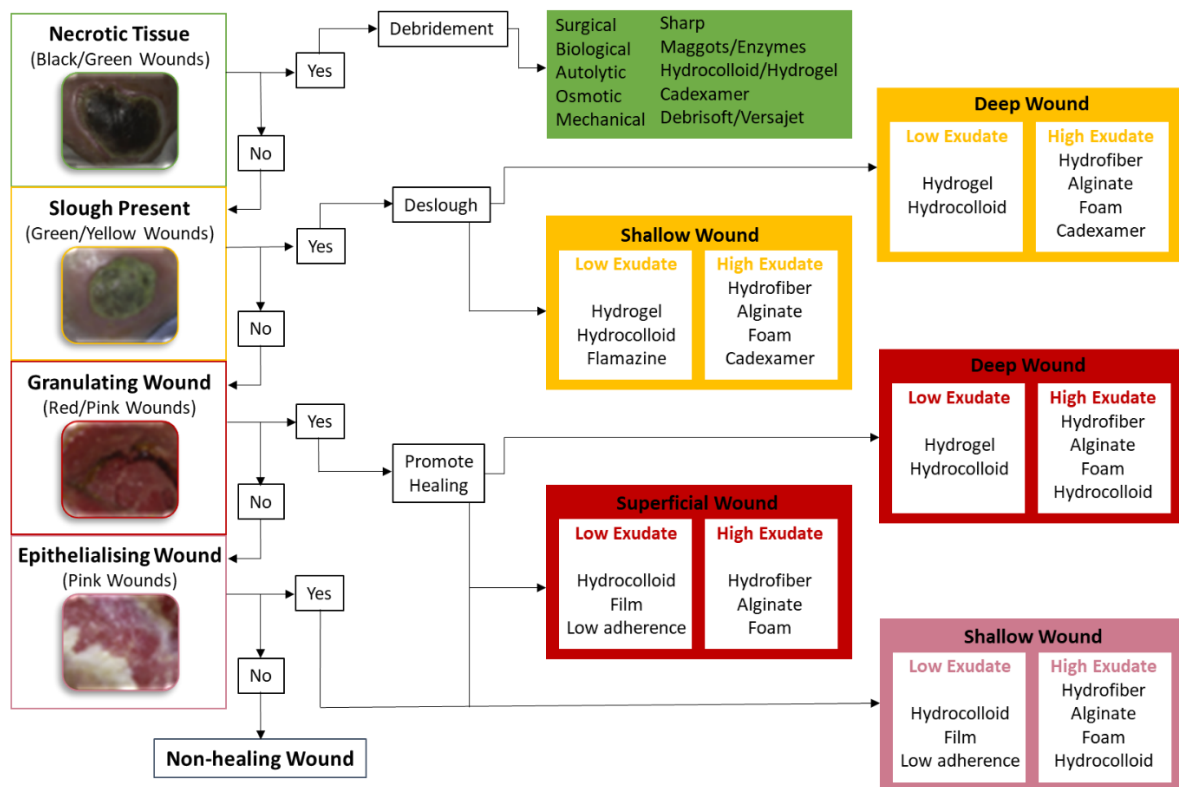 Necrotic Tissue
(Black/Green Wounds)
Yes
No
Debridement
Surgical Sharp
Biological Maggots/Enzymes
Autolytic Hydrocolloid/Hydrogel
Osmotic Cadexamer
Mechanical Debrisoft/Versajet
Slough Present
(Green/Yellow Wounds)
Yes
No
Deslough
Shallow Wound
Low Exudate
Hydrogel
Hydrocolloid
Flamazine
High Exudate
Hydrofiber
Alginate
Foam
Cadexamer
Deep Wound
Low Exudate
Hydrogel
Hydrocolloid
High Exudate
Hydrofiber
Alginate
Foam
Cadexamer
Granulating Wound
(Red/Pink Wounds)
Yes
No
Promote
Healing
Superficial Wound
Low Exudate
Hydrocolloid
Film
Low adherence
High Exudate
Hydrofiber
Alginate
Foam
Deep Wound
Low Exudate
Hydrogel
Hydrocolloid
High Exudate
Hydrofiber
Alginate
Foam
Hydrocolloid
Epithelialising Wound
(Pink Wounds)
Yes
No
Shallow Wound
Low Exudate
Hydrocolloid
Film
Low adherence
High Exudate
Hydrofiber
Alginate
Foam
Hydrocolloid
Non-healing Wound